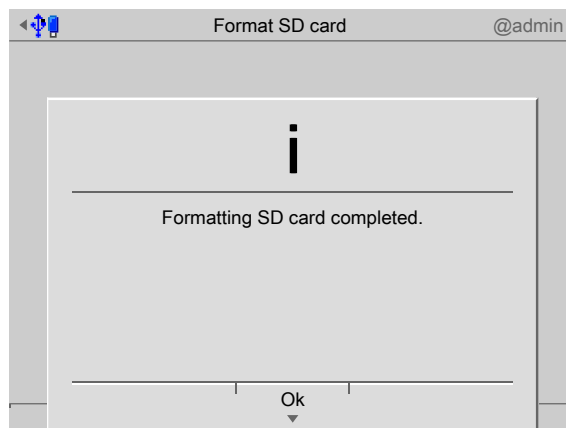 Format SD card
@admin
i
Formatting SD card completed.
Ok